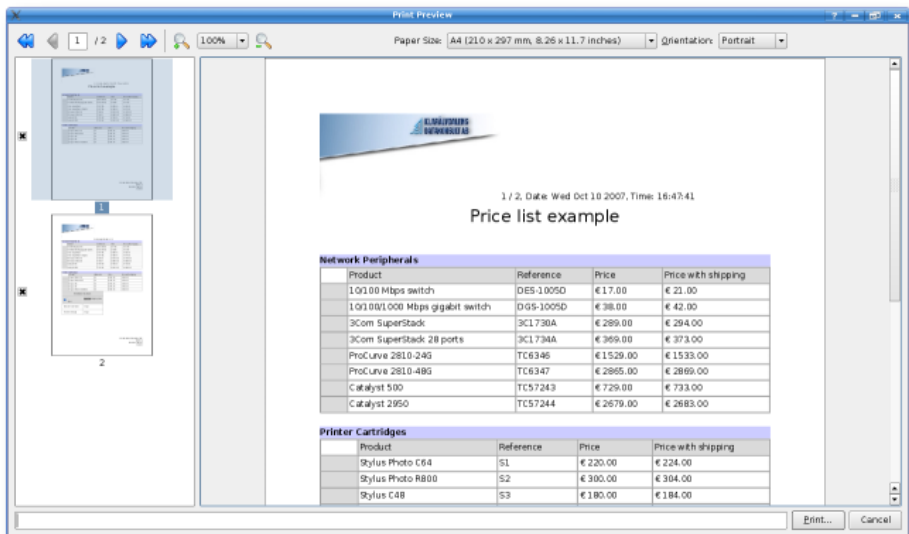 Print Preview
1 / 2 100% Paper Size: A4 (210 x 297 mm, 8.26 x 11.7 inches) Orientation: Portrait
KLARÄLVDALENS
DATAKONSULT AB
1 / 2, Date: Wed Oct 10 2007, Time: 16:47:41
Price list example
Network Peripherals
Product Reference Price Price with shipping
10/100 Mbps switch DES-1005D € 17.00 € 21.00
10/100/1000 Mbps gigabit switch DGS-1005D € 38.00 € 42.00
3Com SuperStack 3C1730A € 289.00 € 294.00
3Com SuperStack 28 ports 3C1734A € 369.00 € 373.00
ProCurve 2810-24G TC6346 € 1529.00 € 1533.00
ProCurve 2810-48G TC6347 € 2865.00 € 2869.00
Catalyst 500 TC57243 € 729.00 € 733.00
Catalyst 2950 TC57244 € 2679.00 € 2683.00
Printer Cartridges
Product Reference Price Price with shipping
Stylus Photo C64 S1 € 220.00 € 224.00
Stylus Photo R800 S2 € 300.00 € 304.00
Stylus C48 S3 € 180.00 € 184.00
1
2
Print... Cancel